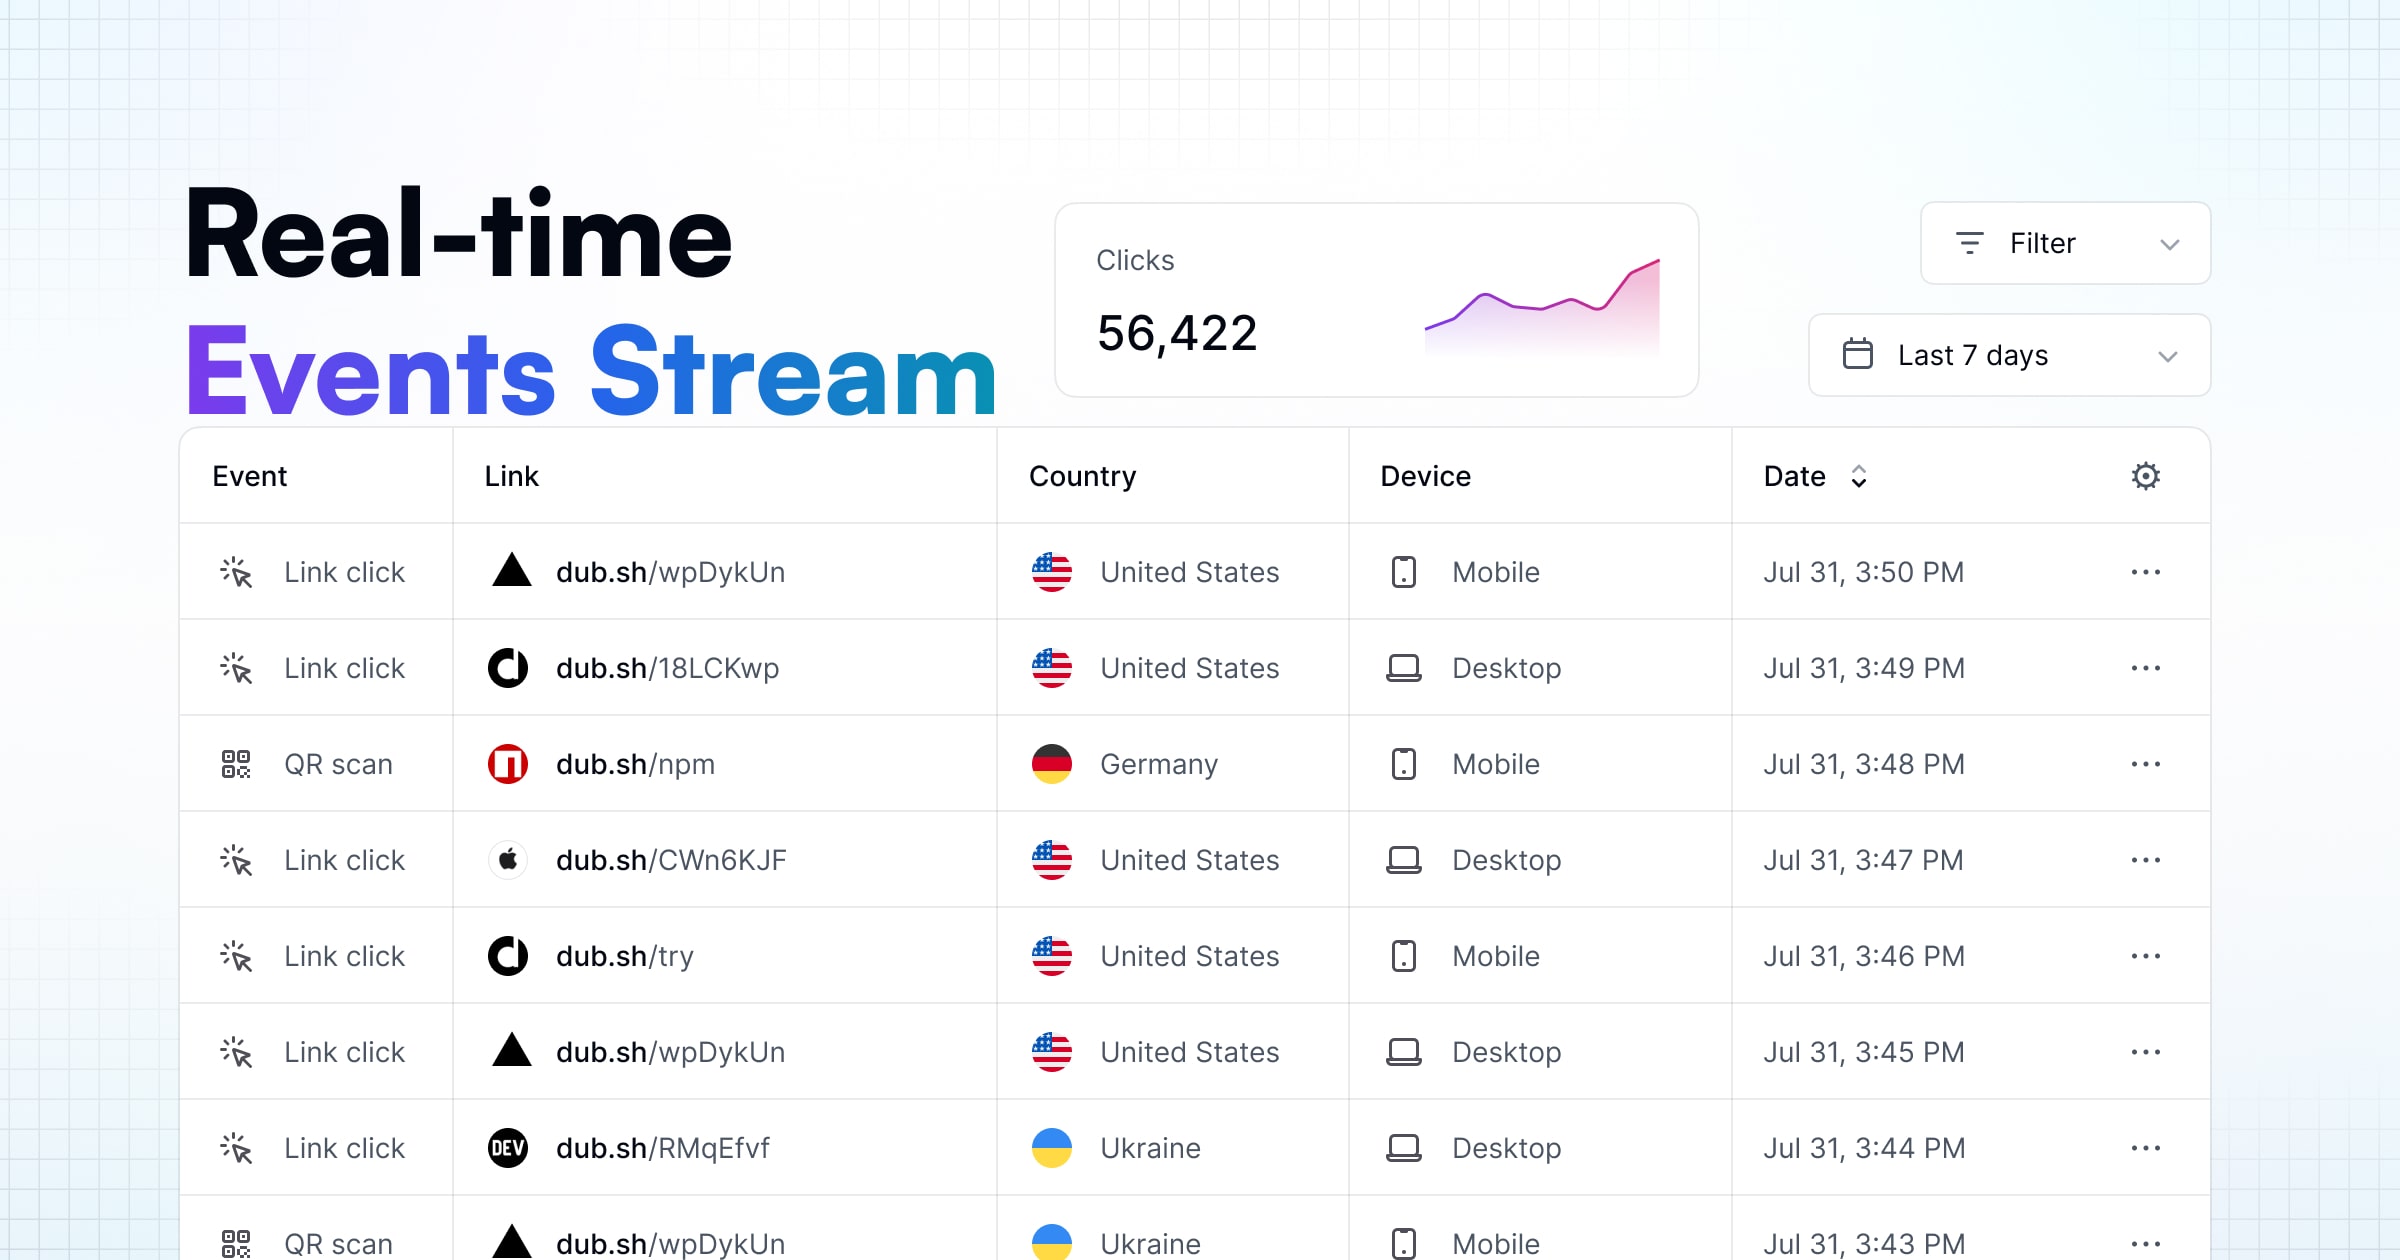 Real-time
Events Stream
Clicks
56,422
Filter
Last 7 days
Event Link Country Device Date
Link click dub.sh/wpDykUn United States Mobile Jul 31, 3:50 PM
Link click dub.sh/18LCKwp United States Desktop Jul 31, 3:49 PM
QR scan dub.sh/npm Germany Mobile Jul 31, 3:48 PM
Link click dub.sh/CWn6KJF United States Desktop Jul 31, 3:47 PM
Link click dub.sh/try United States Mobile Jul 31, 3:46 PM
Link click dub.sh/wpDykUn United States Desktop Jul 31, 3:45 PM
Link click DEV dub.sh/RMqEfvf Ukraine Desktop Jul 31, 3:44 PM
QR scan dub.sh/wpDykUn Ukraine Mobile Jul 31, 3:43 PM